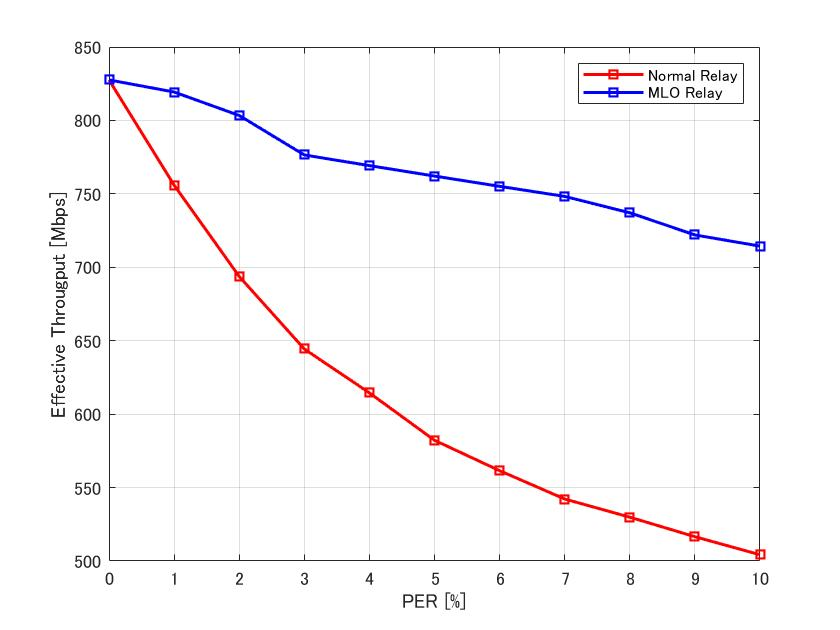 850
800
750
700
650
600
550
500
Effective Througput [Mbps]
Normal Relay
MLO Relay
0 1 2 3 4 5 6 7 8 9 10
PER [%]